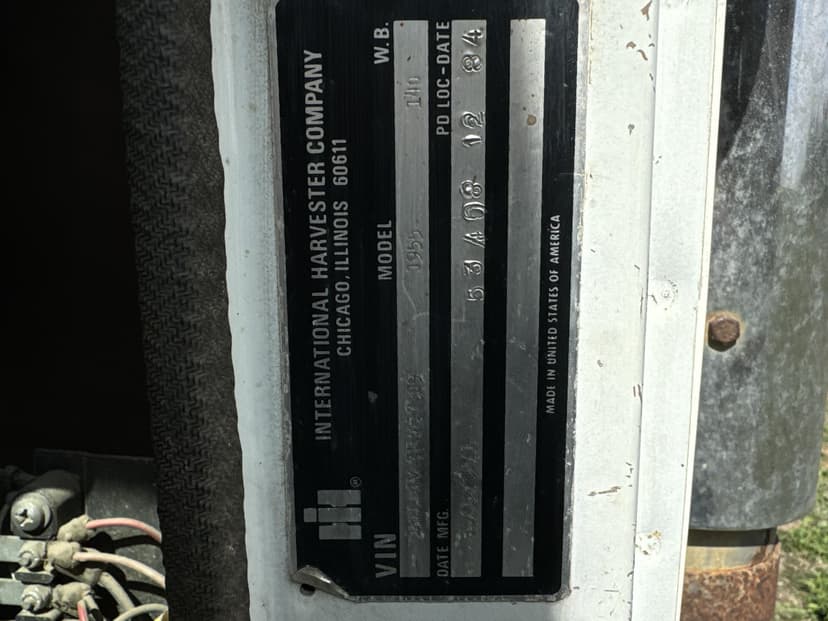 INTERNATIONAL HARVESTER COMPANY
CHICAGO, ILLINOIS 60611
VIN MODEL W.B.
1955 140
DATE MFG. PD LOC-DATE
53408 12 84
MADE IN UNITED STATES OF AMERICA